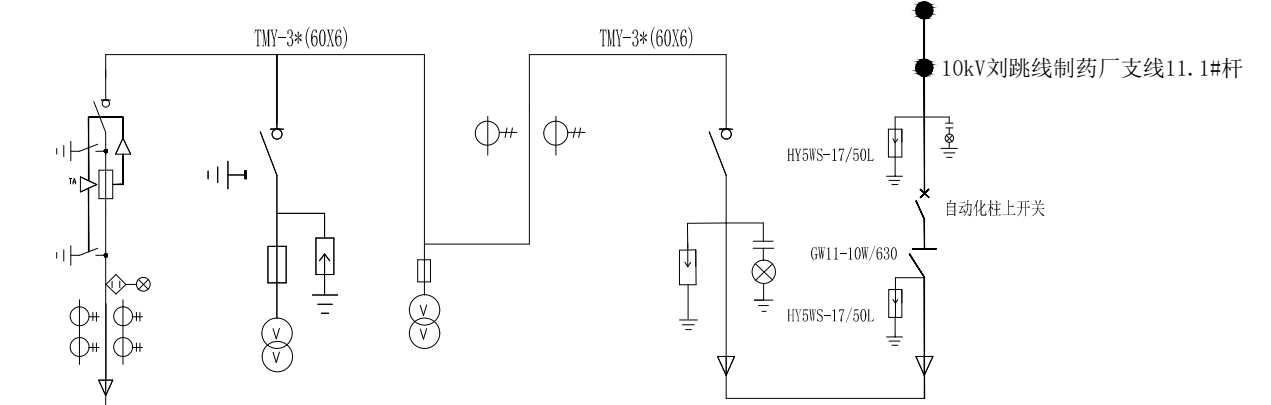 TMY-3*(60X6)
TMY-3*(60X6)
10kV刘跳线制药厂支线11.1#杆
HY5WS-17/50L
TA
自动化柱上开关
GW11-10W/630
HY5WS-17/50L
V
V
V
V